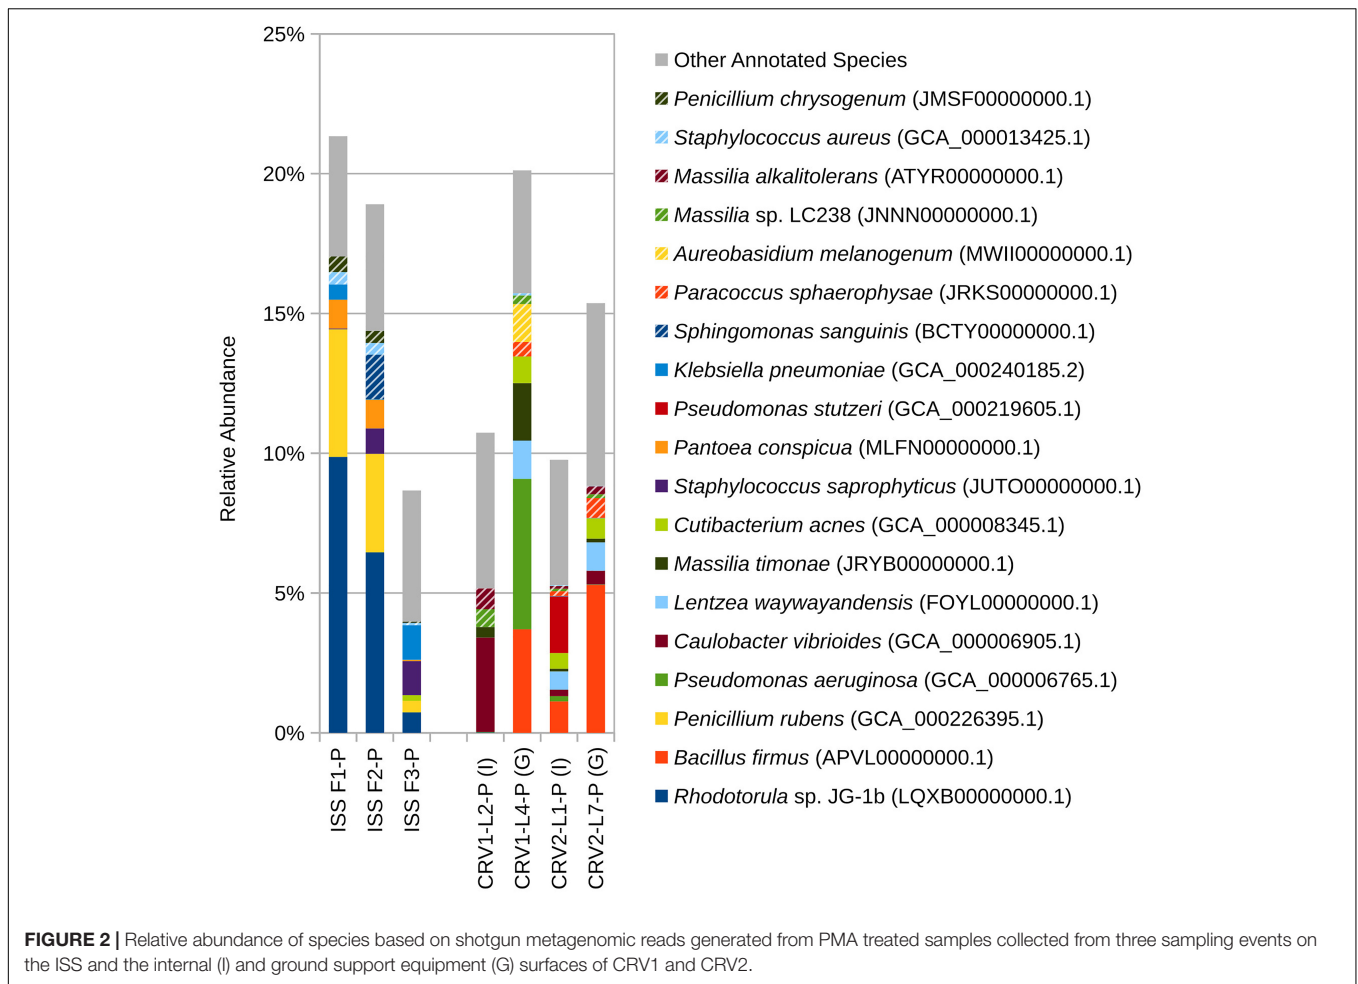 25%
20%
15%
10%
5%
0%
Relative Abundance
ISS F1-P
ISS F2-P
ISS F3-P
CRV1-L2-P (I)
CRV1-L4-P (G)
CRV2-L1-P (I)
CRV2-L7-P (G)
Other Annotated Species
Penicillium chrysogenum (JMSF00000000.1)
Staphylococcus aureus (GCA_000013425.1)
Massilia alkalitolerans (ATYR00000000.1)
Massilia sp. LC238 (JNNN00000000.1)
Aureobasidium melanogenum (MWII00000000.1)
Paracoccus sphaerophysae (JRKS00000000.1)
Sphingomonas sanguinis (BCTY00000000.1)
Klebsiella pneumoniae (GCA_000240185.2)
Pseudomonas stutzeri (GCA_000219605.1)
Pantoea conspicua (MLFN00000000.1)
Staphylococcus saprophyticus (JUTO00000000.1)
Cutibacterium acnes (GCA_000008345.1)
Massilia timonae (JRYB00000000.1)
Lentzea waywayandensis (FOYL00000000.1)
Caulobacter vibrioides (GCA_000006905.1)
Pseudomonas aeruginosa (GCA_000006765.1)
Penicillium rubens (GCA_000226395.1)
Bacillus firmus (APVL00000000.1)
Rhodotorula sp. JG-1b (LQXB00000000.1)
FIGURE 2 | Relative abundance of species based on shotgun metagenomic reads generated from PMA treated samples collected from three sampling events on
the ISS and the internal (I) and ground support equipment (G) surfaces of CRV1 and CRV2.